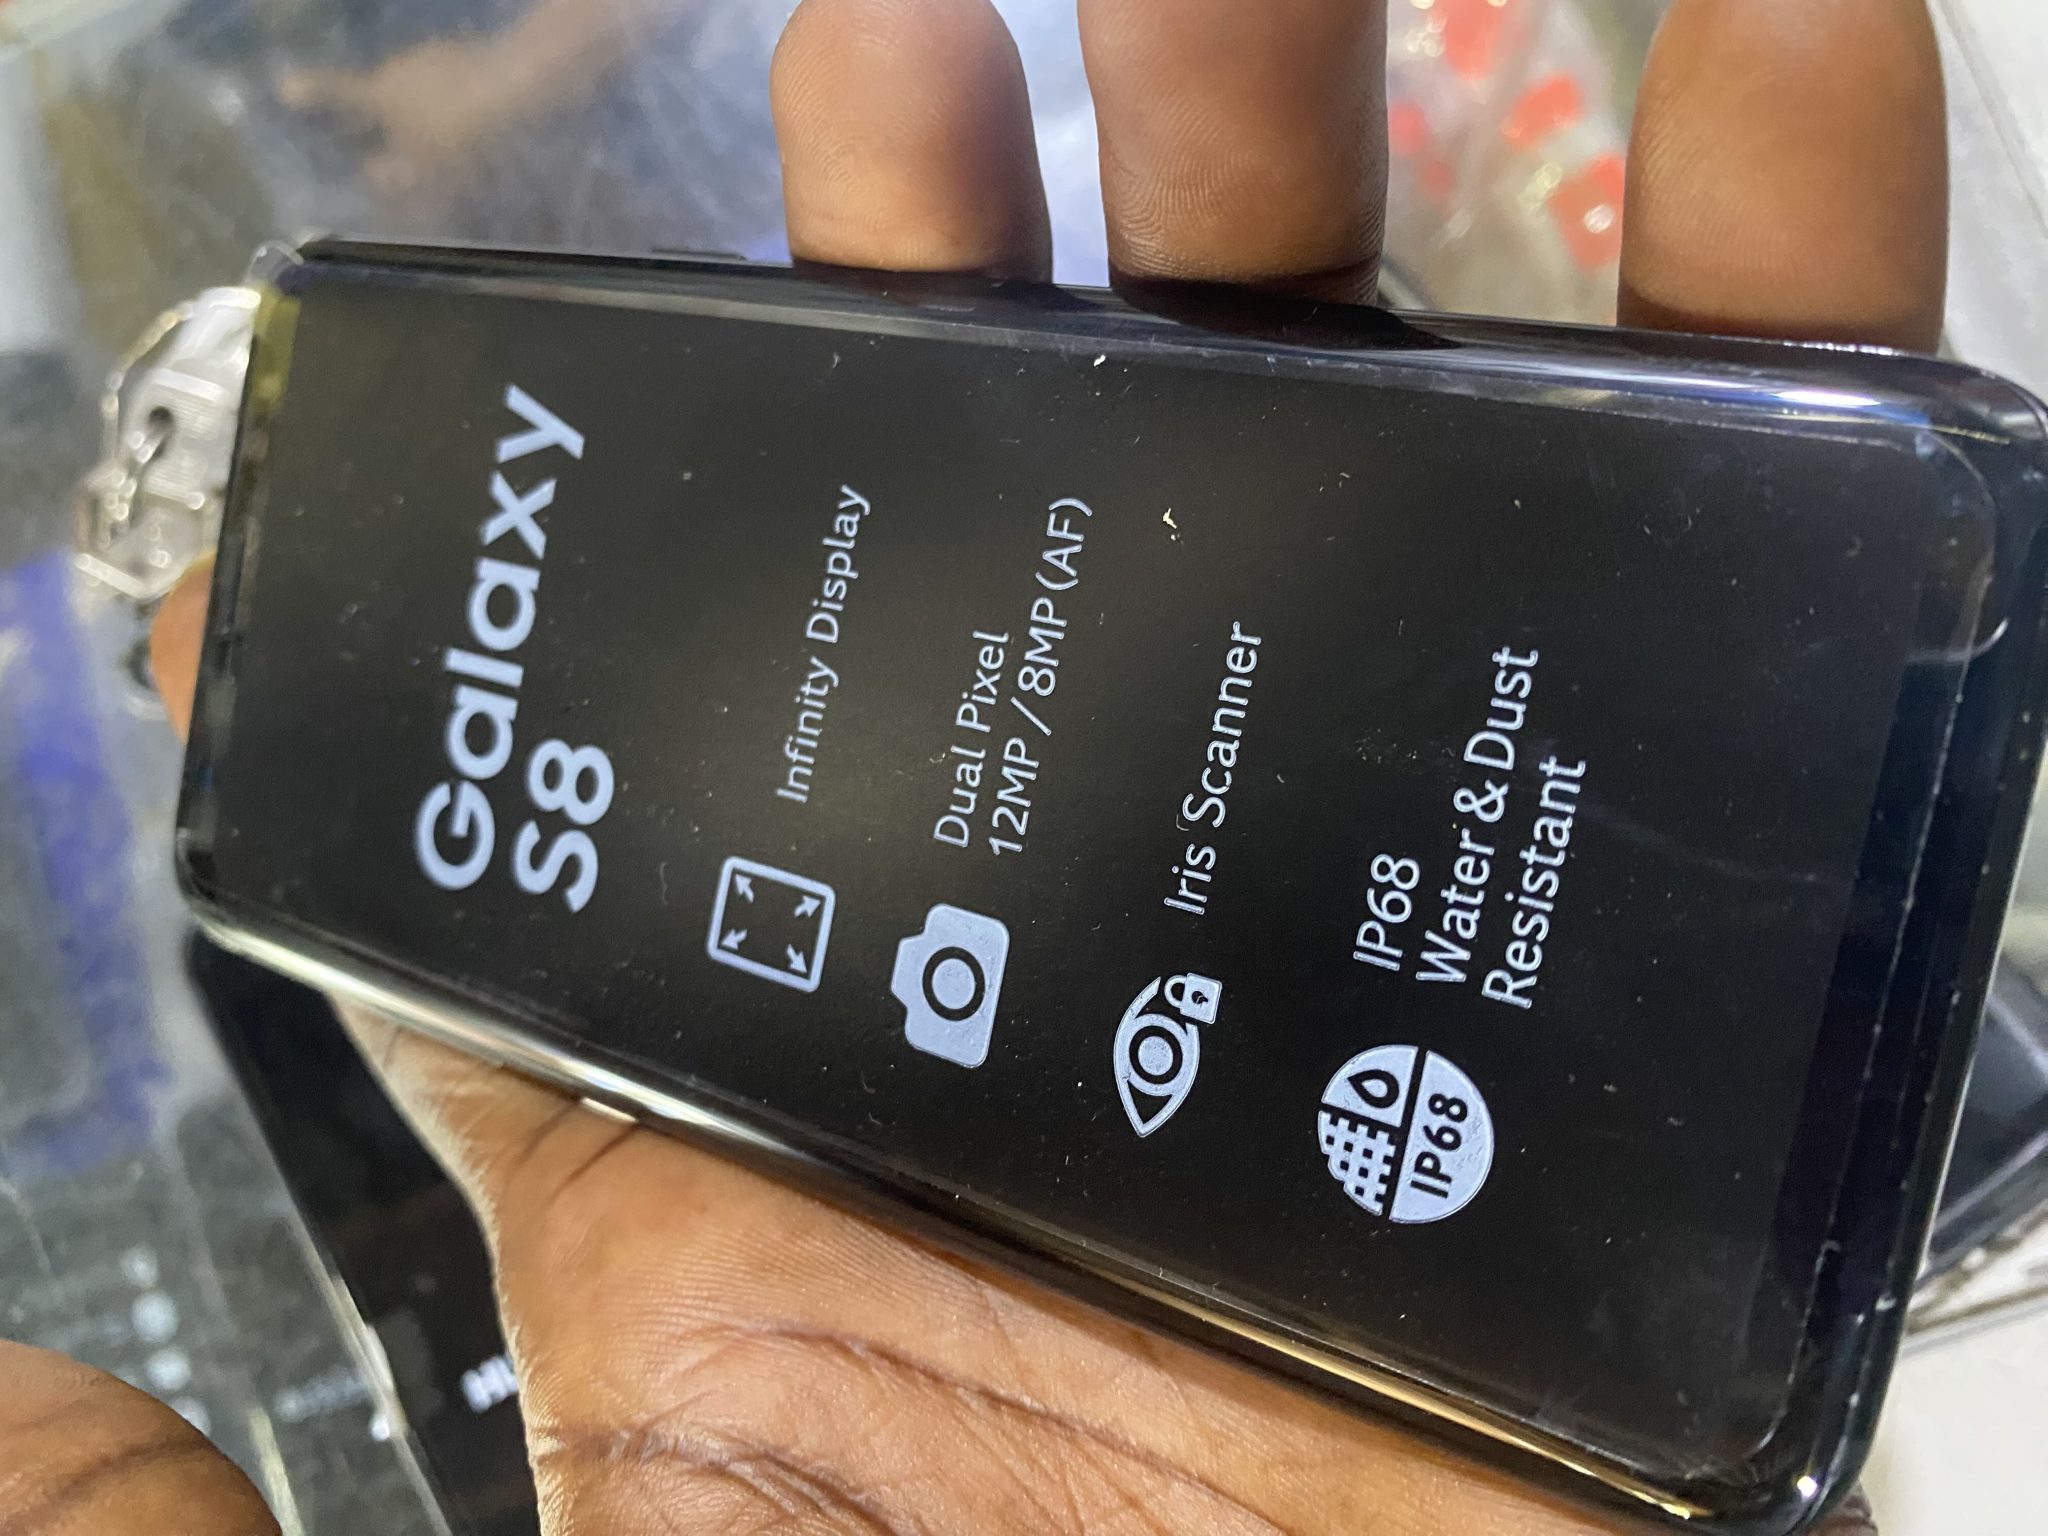 Galaxy
S8
Infinity Display
Dual Pixel
12MP / 8MP(AF)
Iris Scanner
IP68
Water & Dust
Resistant
IP68